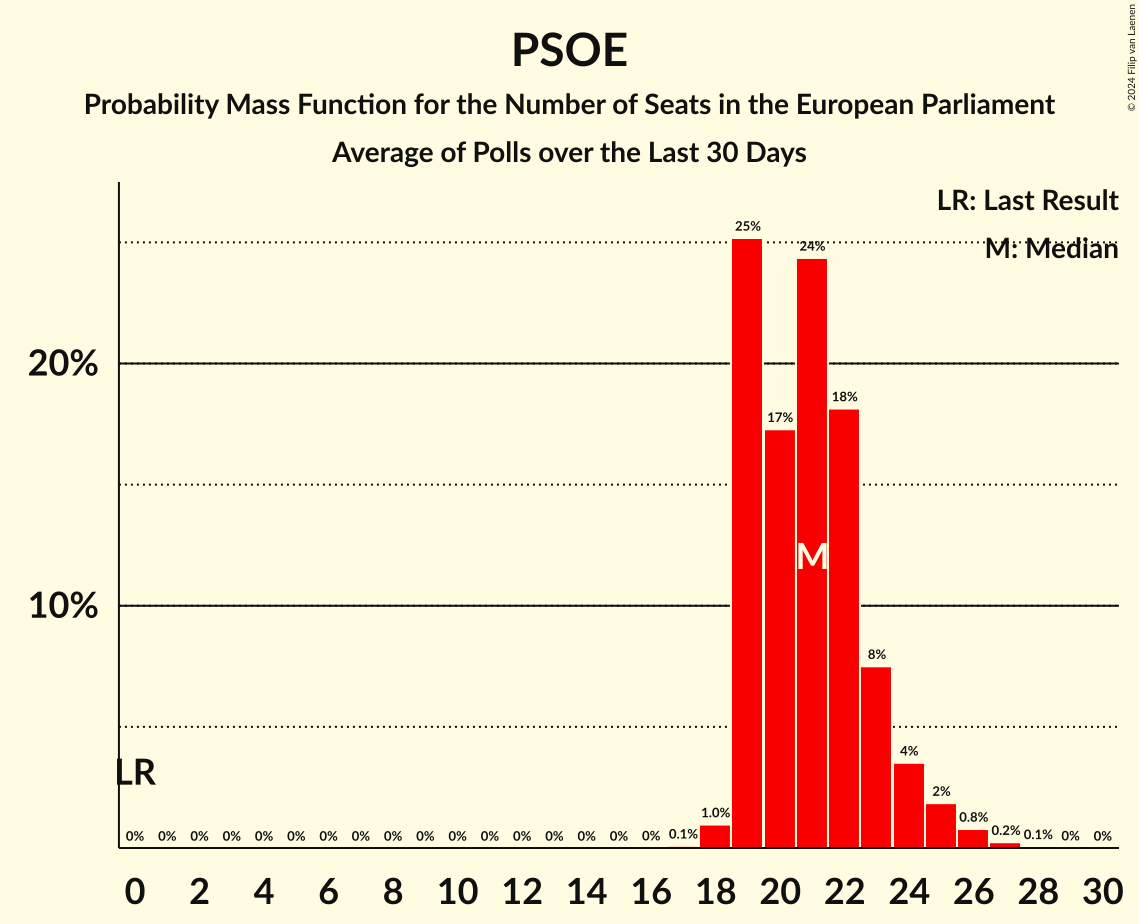 PSOE
Probability Mass Function for the Number of Seats in the European Parliament
Average of Polls over the Last 30 Days
© 2024 Filip van Laenen
LR: Last Result
M: Median
25%
24%
20%
17%
18%
M
10%
8%
4%
2%
LR
0% 0% 0% 0% 0% 0% 0% 0% 0% 0% 0% 0% 0% 0% 0% 0% 0% 0.1% 1.0% 0.8% 0.2% 0.1% 0% 0%
0 2 4 6 8 10 12 14 16 18 20 22 24 26 28 30